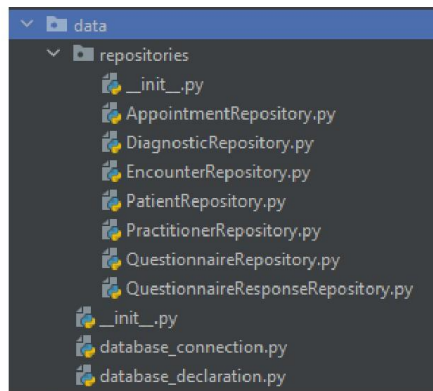 data
repositories
__init__.py
AppointmentRepository.py
DiagnosticRepository.py
EncounterRepository.py
PatientRepository.py
PractitionerRepository.py
QuestionnaireRepository.py
QuestionnaireResponseRepository.py
__init__.py
database_connection.py
database_declaration.py